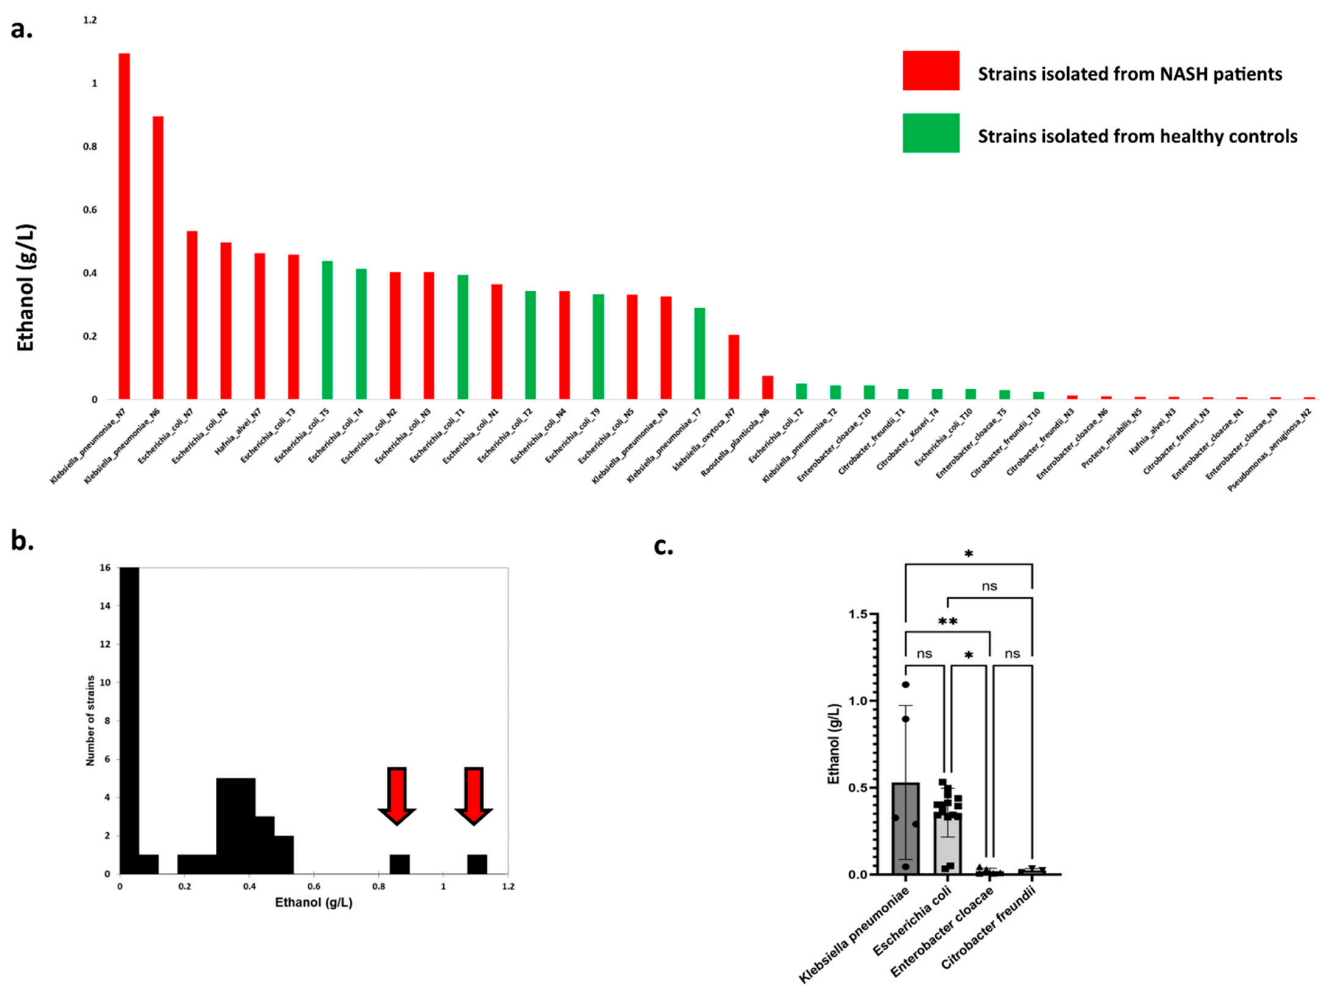 a.
1.2
1
0.8
0.6
0.4
0.2
0
Ethanol (g/L)
Strains isolated from NASH patients
Strains isolated from healthy controls
Klebsiella_pneumoniae_N7
Klebsiella_pneumoniae_N6
Escherichia_coli_N7
Escherichia_coli_N2
Hafnia_alvei_N7
Escherichia_coli_T3
Escherichia_coli_T5
Escherichia_coli_T4
Escherichia_coli_N2
Escherichia_coli_N3
Escherichia_coli_T1
Escherichia_coli_N1
Escherichia_coli_T2
Escherichia_coli_N4
Escherichia_coli_T9
Escherichia_coli_N5
Klebsiella_pneumoniae_N3
Klebsiella_pneumoniae_T7
klebsiella_oxytoca_N7
Raoutella_planticola_N6
Escherichia_coli_T2
Klebsiella_pneumoniae_T2
Enterobacter_cloacae_T10
Citrobacter_freundii_T1
Citrobacter_Koseri_T4
Escherichia_coli_T10
Enterobacter_cloacae_T5
Citrobacter_freundii_T10
Citrobacter_freundii_N3
Enterobacter_cloacae_N6
Proteus_mirabilis_N5
Hafnia_alvei_N3
Citrobacter_farmeri_N3
Enterobacter_cloacae_N1
Enterobacter_cloacae_N3
Pseudomonas_aeruginosa_N2
b.
16
14
12
10
8
6
4
2
0
Number of strains
0 0.2 0.4 0.6 0.8 1 1.2
Ethanol (g/L)
c.
*
ns
**
ns * ns
1.5
1.0
0.5
0.0
Ethanol (g/L)
Klebsiella pneumoniae
Escherichia coli
Enterobacter cloacae
Citrobacter freundii